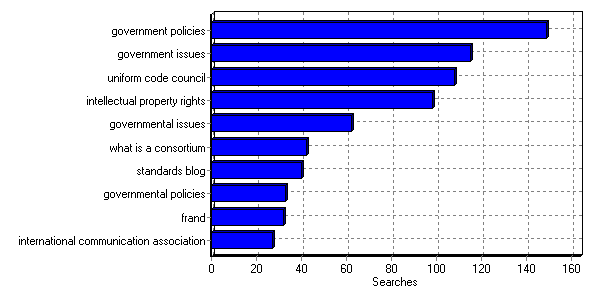 government policies
government issues
uniform code council
intellectual property rights
governmental issues
what is a consortium
standards blog
governmental policies
frand
international communication association
0 20 40 60 80 100 120 140 160
Searches